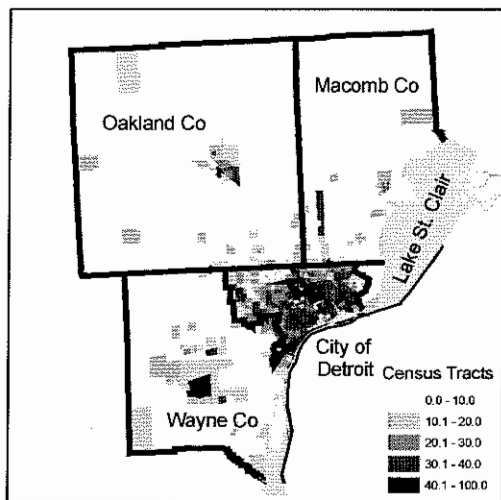 Macomb Co
Oakland Co
Lake St. Clair
City of
Detroit
Wayne Co
Census Tracts
0.0 - 10.0
10.1 - 20.0
20.1 - 30.0
30.1 - 40.0
40.1 - 100.0